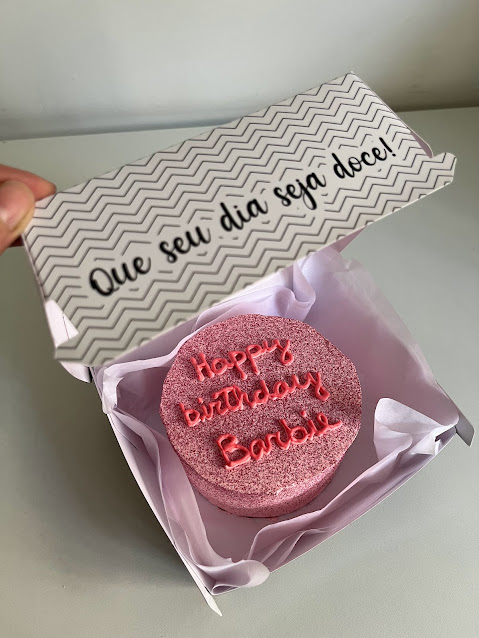 Que seu dia seja doce!
Happy
birthday
Barbie